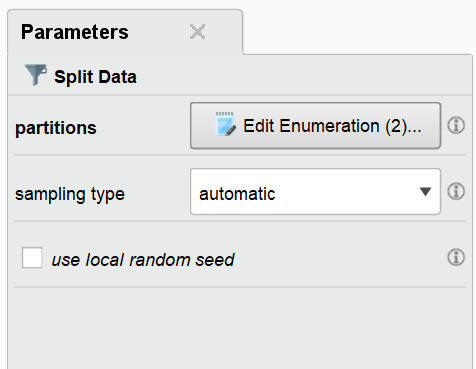 Parameters
Split Data
partitions Edit Enumeration (2)...
sampling type automatic
use local random seed